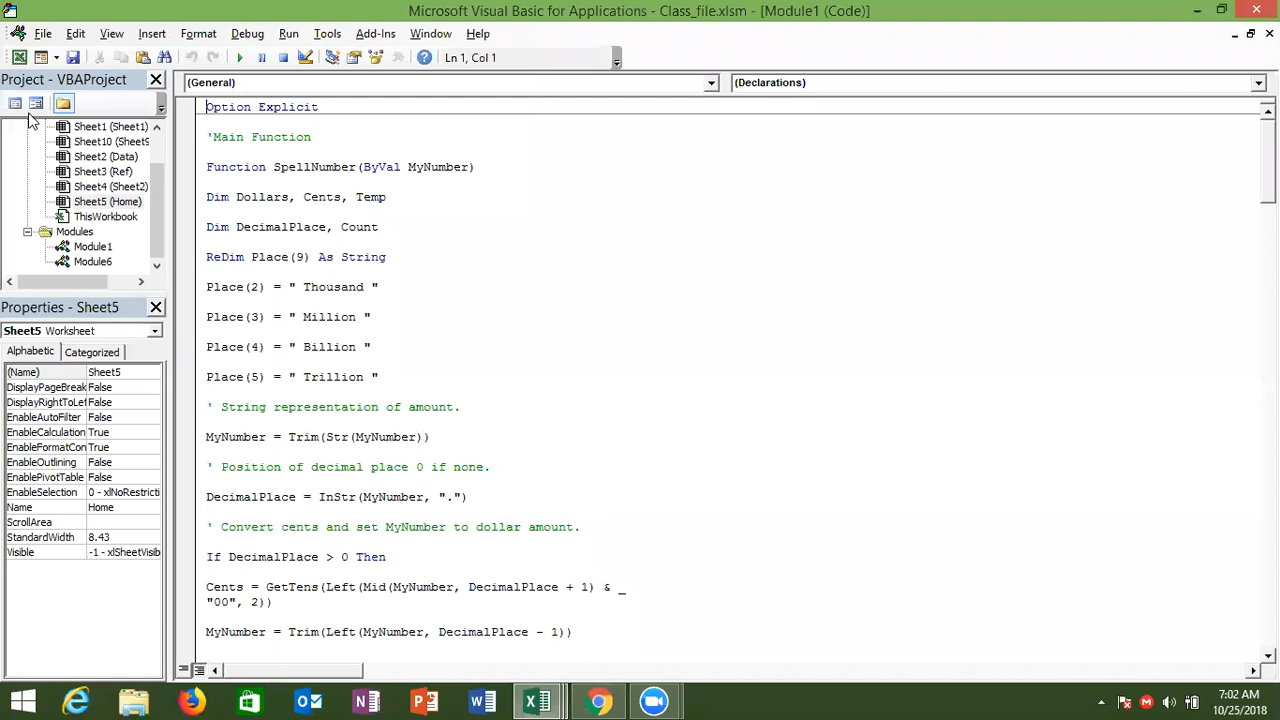 Microsoft Visual Basic for Applications - Class_file.xlsm - [Module1 (Code)]
File Edit View Insert Format Debug Run Tools Add-Ins Window Help
Ln 1, Col 1
Project - VBAProject
Sheet1 (Sheet1)
Sheet10 (Sheet9
Sheet2 (Data)
Sheet3 (Ref)
Sheet4 (Sheet2)
Sheet5 (Home)
ThisWorkbook
Modules
Module1
Module6
Properties - Sheet5
Sheet5 Worksheet
Alphabetic Categorized
(Name) Sheet5
DisplayPageBreak False
DisplayRightToLef False
EnableAutoFilter False
EnableCalculation True
EnableFormatCon True
EnableOutlining False
EnablePivotTable False
EnableSelection 0 - xlNoRestricti
Name Home
ScrollArea
StandardWidth 8.43
Visible -1 - xlSheetVisib
(General) (Declarations)
Option Explicit
'Main Function
Function SpellNumber(ByVal MyNumber)
Dim Dollars, Cents, Temp
Dim DecimalPlace, Count
ReDim Place(9) As String
Place(2) = " Thousand "
Place(3) = " Million "
Place(4) = " Billion "
Place(5) = " Trillion "
' String representation of amount.
MyNumber = Trim(Str(MyNumber))
' Position of decimal place 0 if none.
DecimalPlace = InStr(MyNumber, ".")
' Convert cents and set MyNumber to dollar amount.
If DecimalPlace > 0 Then
Cents = GetTens(Left(Mid(MyNumber, DecimalPlace + 1) & _
"00", 2))
MyNumber = Trim(Left(MyNumber, DecimalPlace - 1))
7:02 AM
10/25/2018